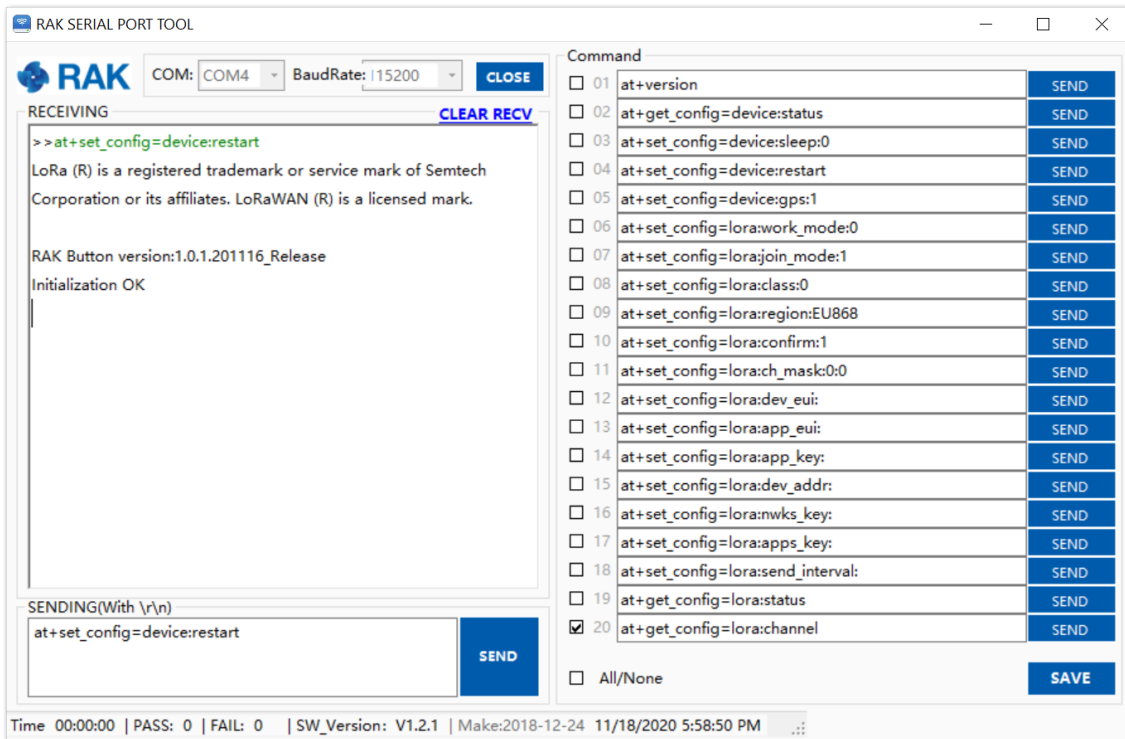 RAK SERIAL PORT TOOL
RAK COM: COM4 BaudRate: 115200 CLOSE
RECEIVING CLEAR RECV
>>at+set_config=device:restart
LoRa (R) is a registered trademark or service mark of Semtech
Corporation or its affiliates. LoRaWAN (R) is a licensed mark.
RAK Button version:1.0.1.201116_Release
Initialization OK
SENDING(With \r\n)
at+set_config=device:restart
SEND
Command
01 at+version SEND
02 at+get_config=device:status SEND
03 at+set_config=device:sleep:0 SEND
04 at+set_config=device:restart SEND
05 at+set_config=device:gps:1 SEND
06 at+set_config=lora:work_mode:0 SEND
07 at+set_config=lora:join_mode:1 SEND
08 at+set_config=lora:class:0 SEND
09 at+set_config=lora:region:EU868 SEND
10 at+set_config=lora:confirm:1 SEND
11 at+set_config=lora:ch_mask:0:0 SEND
12 at+set_config=lora:dev_eui: SEND
13 at+set_config=lora:app_eui: SEND
14 at+set_config=lora:app_key: SEND
15 at+set_config=lora:dev_addr: SEND
16 at+set_config=lora:nwks_key: SEND
17 at+set_config=lora:apps_key: SEND
18 at+set_config=lora:send_interval: SEND
19 at+get_config=lora:status SEND
20 at+get_config=lora:channel SEND
All/None SAVE
Time 00:00:00 | PASS: 0 | FAIL: 0 | SW_Version: V1.2.1 | Make:2018-12-24 11/18/2020 5:58:50 PM